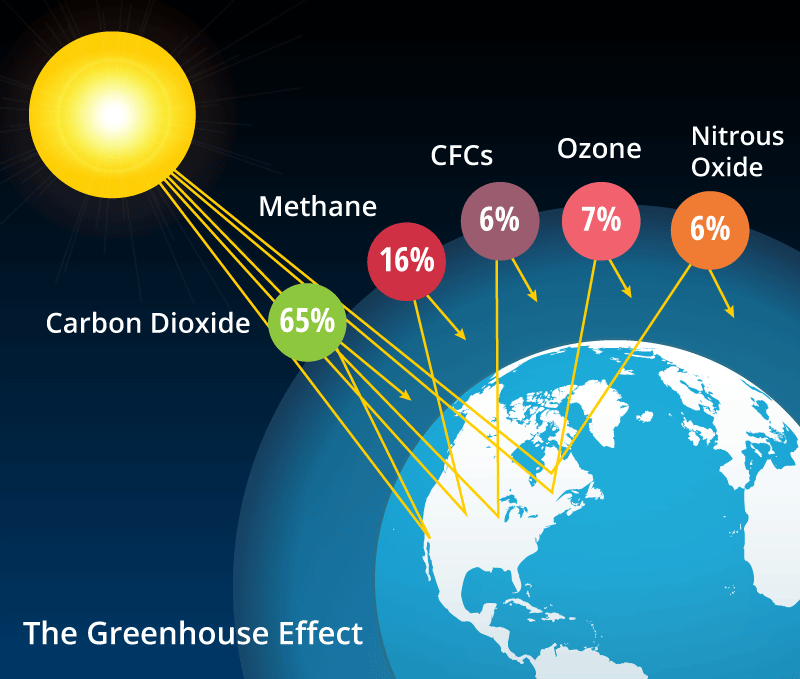 Nitrous
Oxide
CFCs
Ozone
Methane
6%
7%
6%
16%
Carbon Dioxide
65%
The Greenhouse Effect